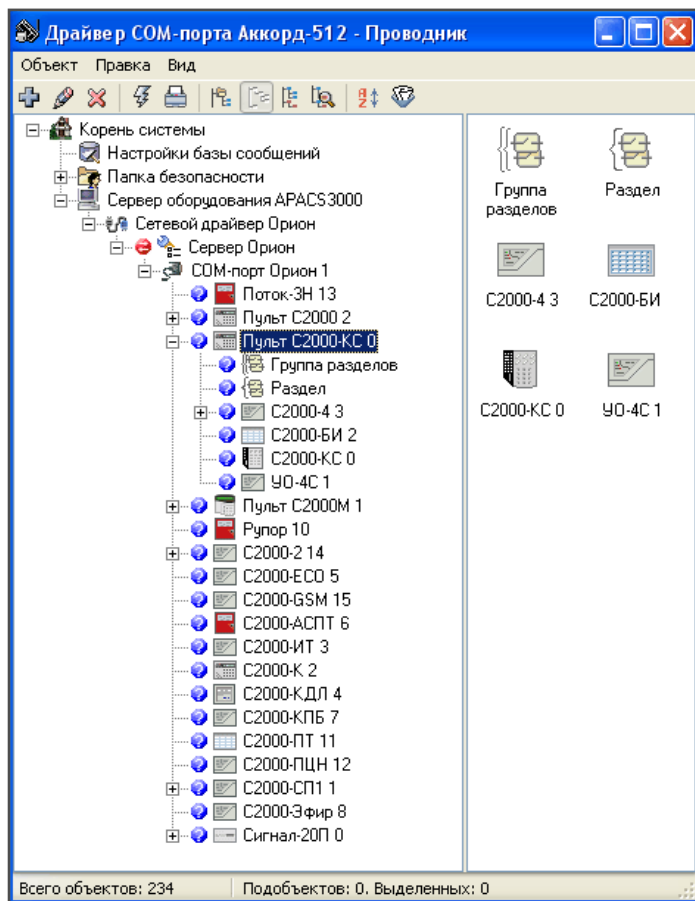 Драйвер COM-порта Аккорд-512 - Проводник
Объект Правка Вид
Корень системы
Настройки базы сообщений
Папка безопасности
Сервер оборудования APACS3000
Сетевой драйвер Орион
Сервер Орион
COM-порт Орион 1
Поток-3Н 13
Пульт С2000 2
Пульт С2000-КС 0
Группа разделов
Раздел
С2000-4 3
С2000-БИ 2
С2000-КС 0
УО-4С 1
Пульт С2000М 1
Рупор 10
С2000-2 14
С2000-ECO 5
С2000-GSM 15
С2000-АСПТ 6
С2000-ИТ 3
С2000-К 2
С2000-КДЛ 4
С2000-КПБ 7
С2000-ПТ 11
С2000-ПЦН 12
С2000-СП1 1
С2000-Эфир 8
Сигнал-20П 0
Группа
разделов
Раздел
С2000-4 3
С2000-БИ
С2000-КС 0
УО-4С 1
Всего объектов: 234
Подобъектов: 0. Выделенных: 0